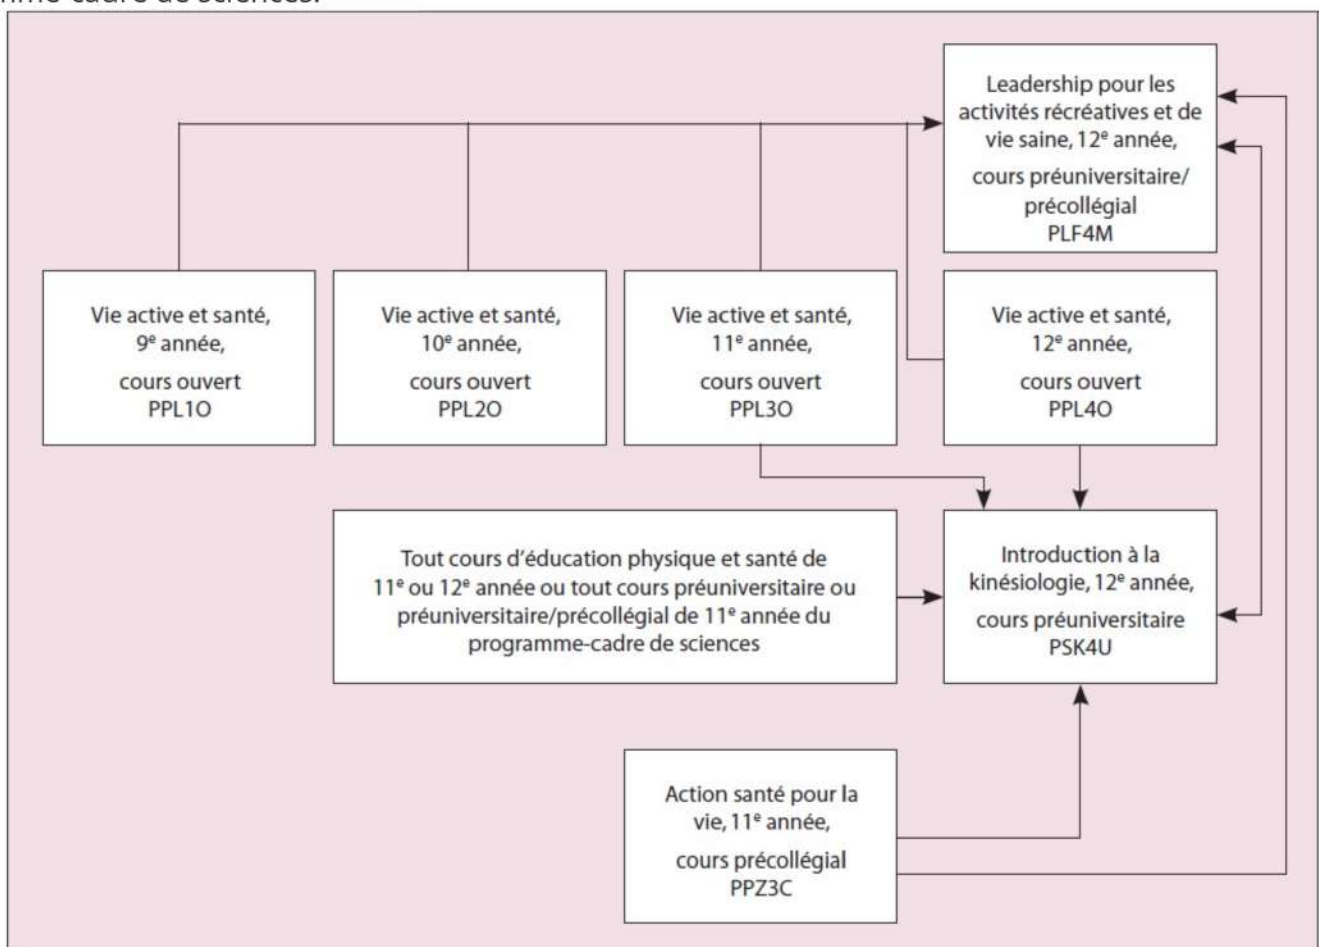 programme-cadre de sciences.
Leadership pour les
activités récréatives et de
vie saine, 12e année,
cours préuniversitaire/
précollégial
PLF4M
Vie active et santé,
9e année,
cours ouvert
PPL1O
Vie active et santé,
10e année,
cours ouvert
PPL2O
Vie active et santé,
11e année,
cours ouvert
PPL3O
Vie active et santé,
12e année,
cours ouvert
PPL4O
Tout cours d’éducation physique et santé de
11e ou 12e année ou tout cours préuniversitaire ou
préuniversitaire/précollégial de 11e année du
programme-cadre de sciences
Introduction à la
kinésiologie, 12e année,
cours préuniversitaire
PSK4U
Action santé pour la
vie, 11e année,
cours précollégial
PPZ3C